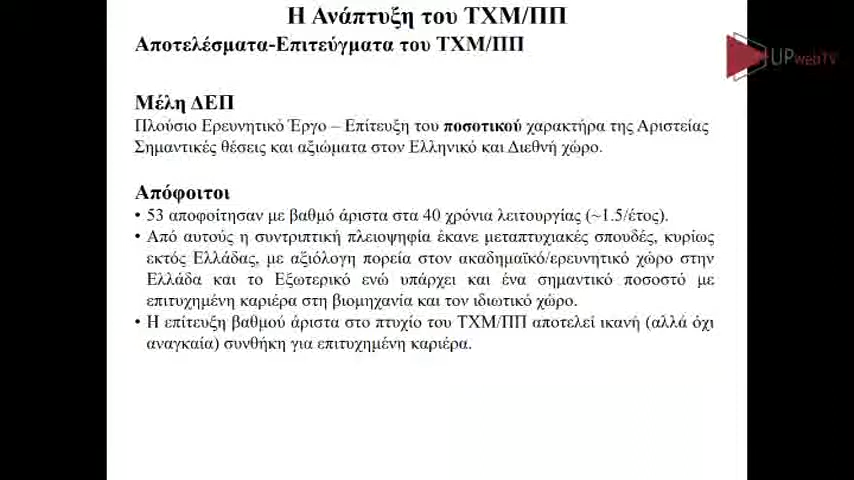 Η Ανάπτυξη του ΤΧΜ/ΠΠ
Αποτελέσματα-Επιτεύγματα του ΤΧΜ/ΠΠ
UPwebTV
Μέλη ΔΕΠ
Πλούσιο Ερευνητικό Έργο – Επίτευξη του ποσοτικού χαρακτήρα της Αριστείας
Σημαντικές θέσεις και αξιώματα στον Ελληνικό και Διεθνή χώρο.
Απόφοιτοι
• 53 αποφοίτησαν με βαθμό άριστα στα 40 χρόνια λειτουργίας (~1.5/έτος).
• Από αυτούς η συντριπτική πλειοψηφία έκανε μεταπτυχιακές σπουδές, κυρίως
εκτός Ελλάδας, με αξιόλογη πορεία στον ακαδημαϊκό/ερευνητικό χώρο στην
Ελλάδα και το Εξωτερικό ενώ υπάρχει και ένα σημαντικό ποσοστό με
επιτυχημένη καριέρα στη βιομηχανία και τον ιδιωτικό χώρο.
• Η επίτευξη βαθμού άριστα στο πτυχίο του ΤΧΜ/ΠΠ αποτελεί ικανή (αλλά όχι
αναγκαία) συνθήκη για επιτυχημένη καριέρα.